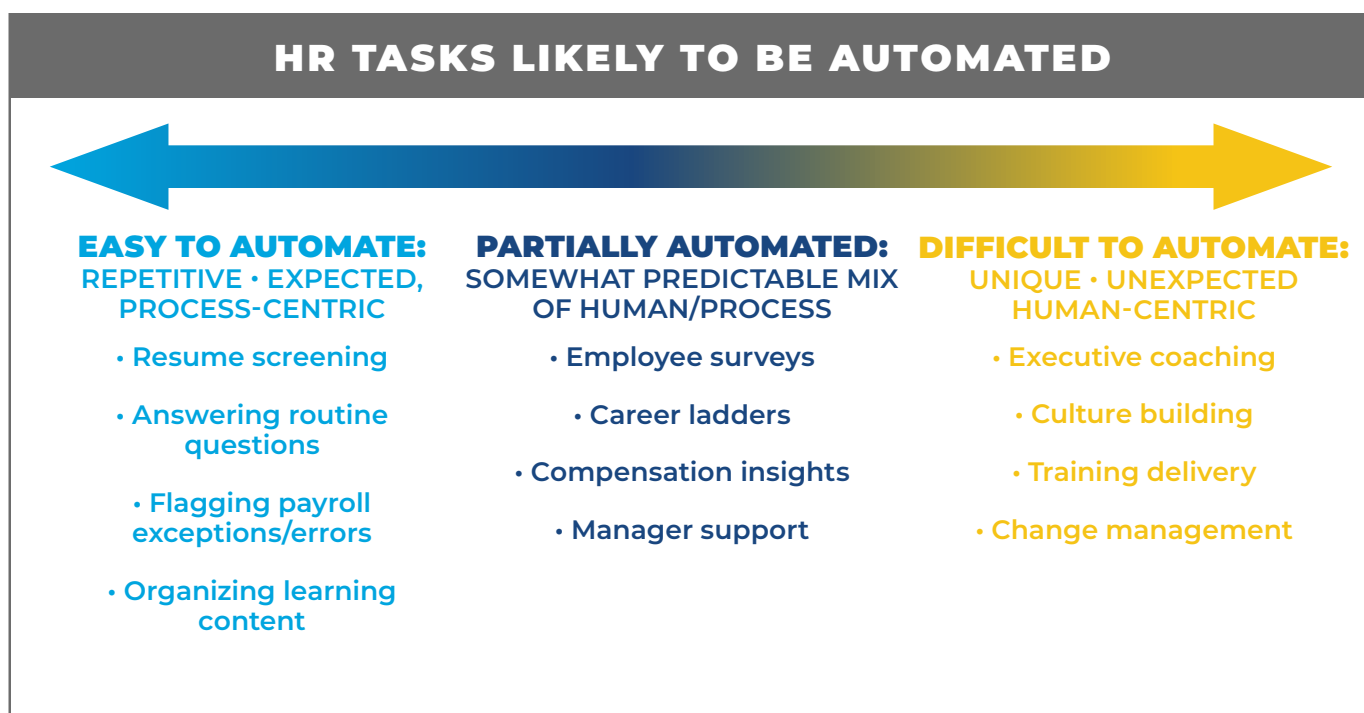 HR TASKS LIKELY TO BE AUTOMATED
EASY TO AUTOMATE:
REPETITIVE · EXPECTED,
PROCESS-CENTRIC
• Resume screening
• Answering routine
questions
• Flagging payroll
exceptions/errors
• Organizing learning
content
PARTIALLY AUTOMATED:
SOMEWHAT PREDICTABLE MIX
OF HUMAN/PROCESS
• Employee surveys
• Career ladders
• Compensation insights
• Manager support
DIFFICULT TO AUTOMATE:
UNIQUE · UNEXPECTED
HUMAN-CENTRIC
• Executive coaching
• Culture building
• Training delivery
• Change management